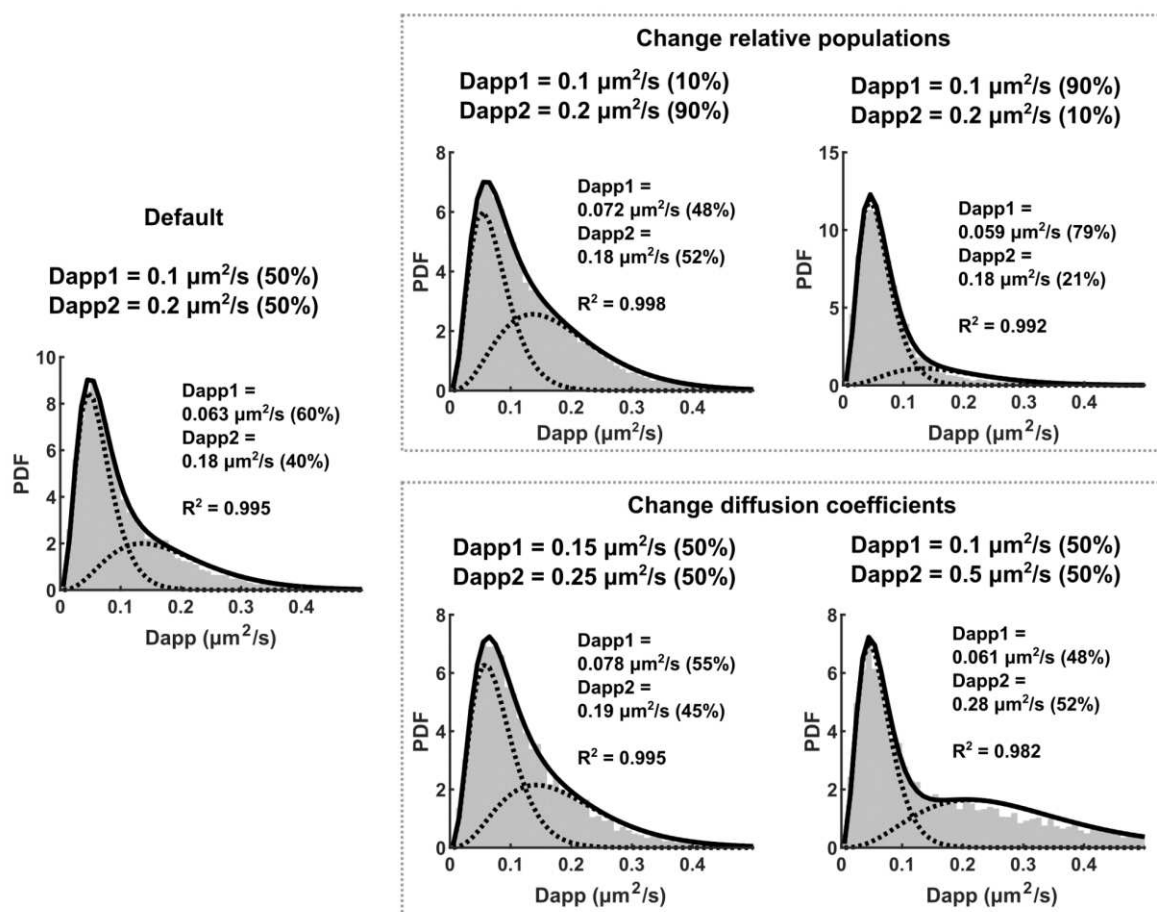 Default
Dapp1 = 0.1 µm²/s (50%)
Dapp2 = 0.2 µm²/s (50%)
10
8
6
4
2
0
PDF
Dapp1 =
0.063 µm²/s (60%)
Dapp2 =
0.18 µm²/s (40%)
R² = 0.995
0 0.1 0.2 0.3 0.4
Dapp (µm²/s)
Change relative populations
Dapp1 = 0.1 µm²/s (10%)
Dapp2 = 0.2 µm²/s (90%)
8
6
4
2
0
PDF
Dapp1 =
0.072 µm²/s (48%)
Dapp2 =
0.18 µm²/s (52%)
R² = 0.998
0 0.1 0.2 0.3 0.4
Dapp (µm²/s)
Dapp1 = 0.1 µm²/s (90%)
Dapp2 = 0.2 µm²/s (10%)
15
10
5
0
PDF
Dapp1 =
0.059 µm²/s (79%)
Dapp2 =
0.18 µm²/s (21%)
R² = 0.992
0 0.1 0.2 0.3 0.4
Dapp (µm²/s)
Change diffusion coefficients
Dapp1 = 0.15 µm²/s (50%)
Dapp2 = 0.25 µm²/s (50%)
8
6
4
2
0
PDF
Dapp1 =
0.078 µm²/s (55%)
Dapp2 =
0.19 µm²/s (45%)
R² = 0.995
0 0.1 0.2 0.3 0.4
Dapp (µm²/s)
Dapp1 = 0.1 µm²/s (50%)
Dapp2 = 0.5 µm²/s (50%)
8
6
4
2
0
PDF
Dapp1 =
0.061 µm²/s (48%)
Dapp2 =
0.28 µm²/s (52%)
R² = 0.982
0 0.1 0.2 0.3 0.4
Dapp (µm²/s)